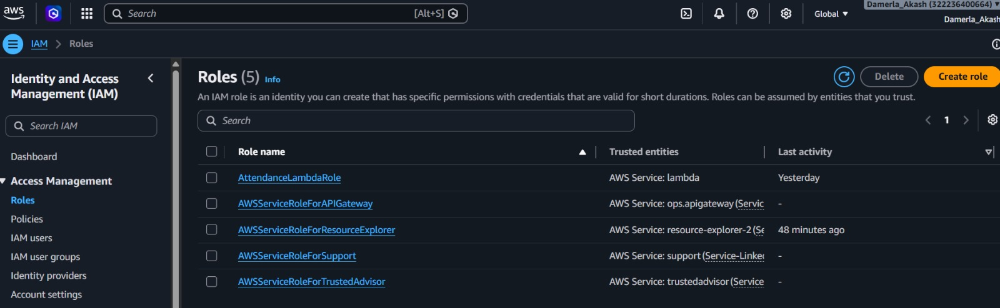 aws
Search [Alt+S]
Global
Damerla_Akash (322236400664)
Damerla_Akash
IAM > Roles
Identity and Access
Management (IAM)
Search IAM
Dashboard
Access Management
Roles
Policies
IAM users
IAM user groups
Identity providers
Account settings
Roles (5) Info
Delete
Create role
An IAM role is an identity you can create that has specific permissions with credentials that are valid for short durations. Roles can be assumed by entities that you trust.
Search
1
Role name Trusted entities Last activity
AttendanceLambdaRole AWS Service: lambda Yesterday
AWSServiceRoleForAPIGateway AWS Service: ops.apigateway (Servic -
AWSServiceRoleForResourceExplorer AWS Service: resource-explorer-2 (Se 48 minutes ago
AWSServiceRoleForSupport AWS Service: support (Service-Linked -
AWSServiceRoleForTrustedAdvisor AWS Service: trustedadvisor (Service -